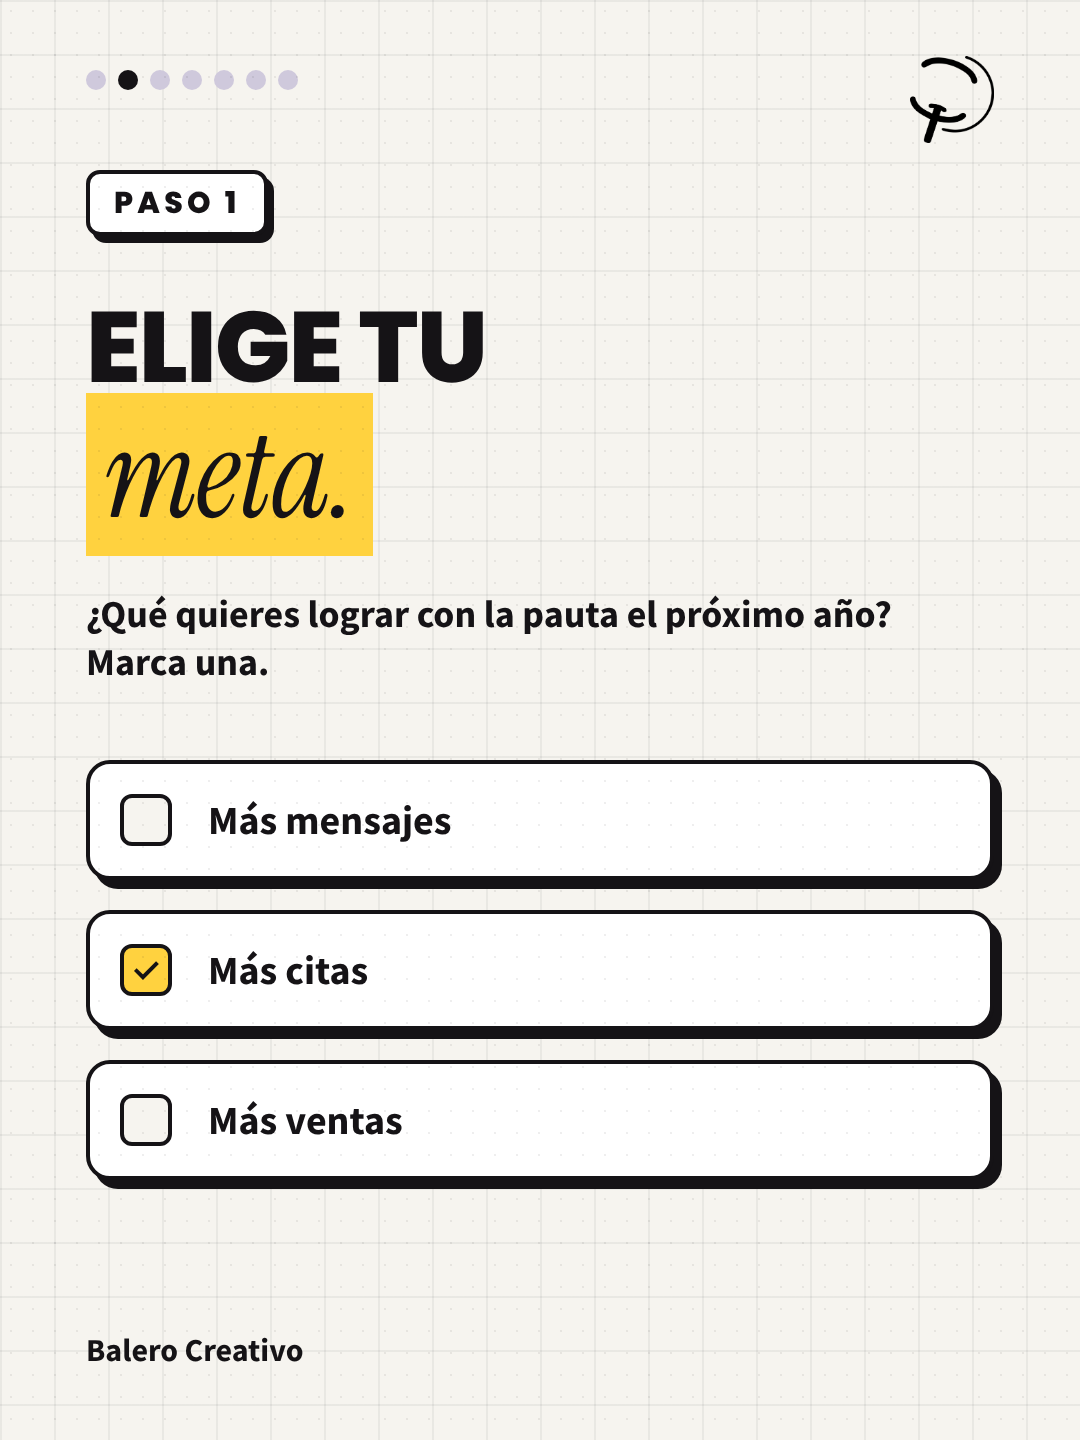 PASO 1
ELIGE TU
meta.
¿Qué quieres lograr con la pauta el próximo año?
Marca una.
Más mensajes
Más citas
Más ventas
Balero Creativo